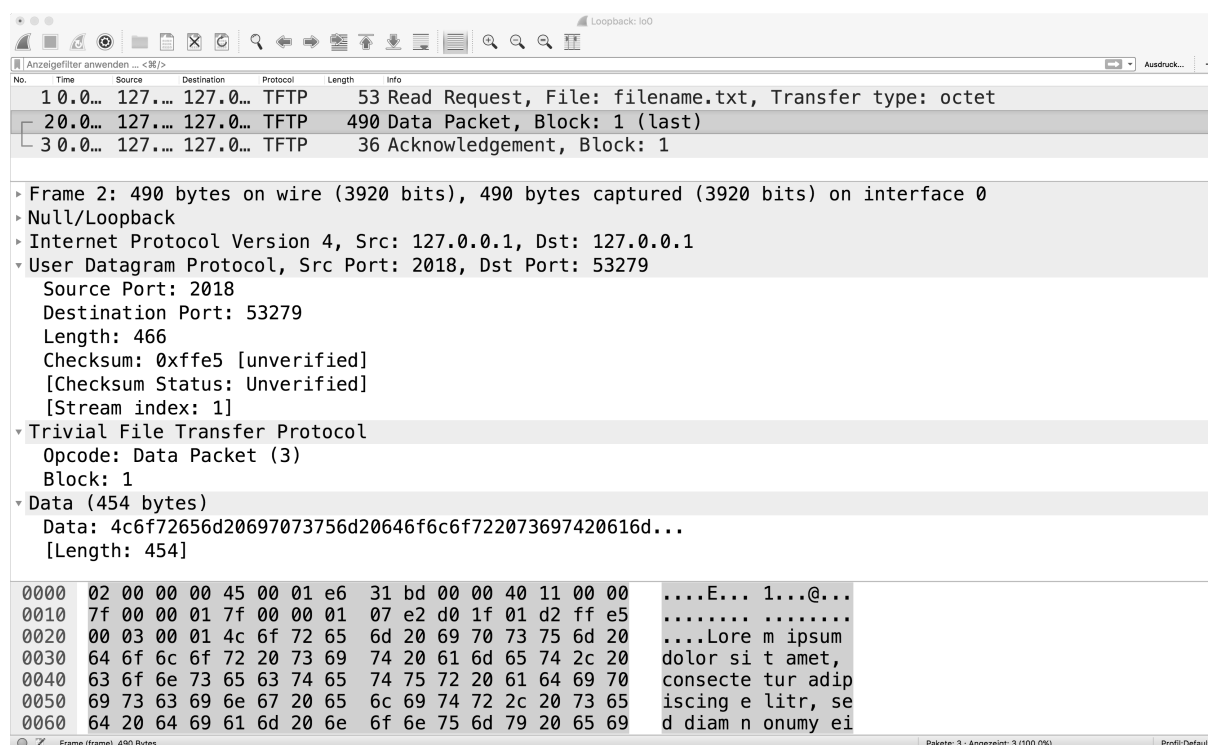 Loopback: lo0
Anzeigefilter anwenden ... <⌘/> Ausdruck...
No. Time Source Destination Protocol Length Info
1 0.0… 127.… 127.0… TFTP 53 Read Request, File: filename.txt, Transfer type: octet
2 0.0… 127.… 127.0… TFTP 490 Data Packet, Block: 1 (last)
3 0.0… 127.… 127.0… TFTP 36 Acknowledgement, Block: 1
Frame 2: 490 bytes on wire (3920 bits), 490 bytes captured (3920 bits) on interface 0
Null/Loopback
Internet Protocol Version 4, Src: 127.0.0.1, Dst: 127.0.0.1
User Datagram Protocol, Src Port: 2018, Dst Port: 53279
Source Port: 2018
Destination Port: 53279
Length: 466
Checksum: 0xffe5 [unverified]
[Checksum Status: Unverified]
[Stream index: 1]
Trivial File Transfer Protocol
Opcode: Data Packet (3)
Block: 1
Data (454 bytes)
Data: 4c6f72656d20697073756d20646f6c6f722073697420616d...
[Length: 454]
0000 02 00 00 00 45 00 01 e6 31 bd 00 00 40 11 00 00 ....E... 1...@...
0010 7f 00 00 01 7f 00 00 01 07 e2 d0 1f 01 d2 ff e5 ........ ........
0020 00 03 00 01 4c 6f 72 65 6d 20 69 70 73 75 6d 20 ....Lore m ipsum
0030 64 6f 6c 6f 72 20 73 69 74 20 61 6d 65 74 2c 20 dolor si t amet,
0040 63 6f 6e 73 65 63 74 65 74 75 72 20 61 64 69 70 consecte tur adip
0050 69 73 63 69 6e 67 20 65 6c 69 74 72 2c 20 73 65 iscing e litr, se
0060 64 20 64 69 61 6d 20 6e 6f 6e 75 6d 79 20 65 69 d diam n onumy ei
Frame (frame), 490 Bytes Pakete: 3 · Angezeigt: 3 (100.0%)